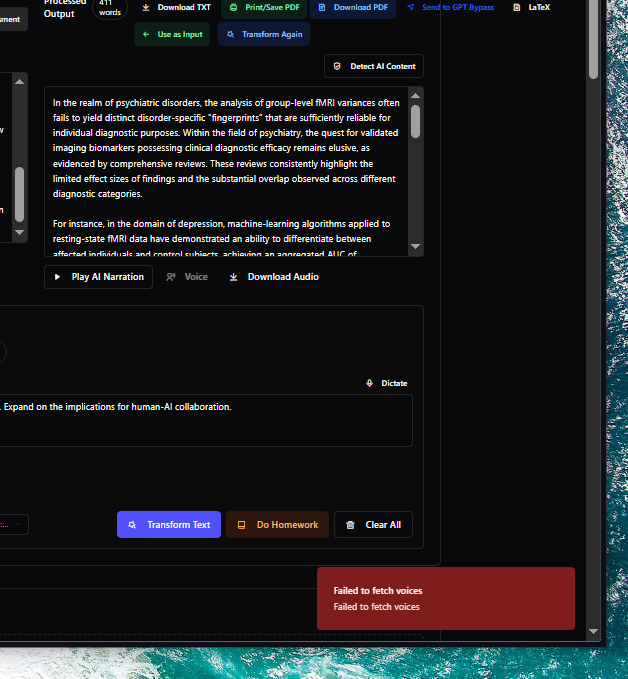 Processed
Output
411
words
Download TXT
Print/Save PDF
Download PDF
Send to GPT Bypass
LaTeX
sment
Use as Input
Transform Again
Detect AI Content
In the realm of psychiatric disorders, the analysis of group-level fMRI variances often
fails to yield distinct disorder-specific "fingerprints" that are sufficiently reliable for
individual diagnostic purposes. Within the field of psychiatry, the quest for validated
imaging biomarkers possessing clinical diagnostic efficacy remains elusive, as
evidenced by comprehensive reviews. These reviews consistently highlight the
limited effect sizes of findings and the substantial overlap observed across different
diagnostic categories.
For instance, in the domain of depression, machine-learning algorithms applied to
resting-state fMRI data have demonstrated an ability to differentiate between
affected individuals and control subjects, achieving an aggregated AUC of
Play AI Narration
Voice
Download Audio
Dictate
. Expand on the implications for human-AI collaboration.
Transform Text
Do Homework
Clear All
Failed to fetch voices
Failed to fetch voices